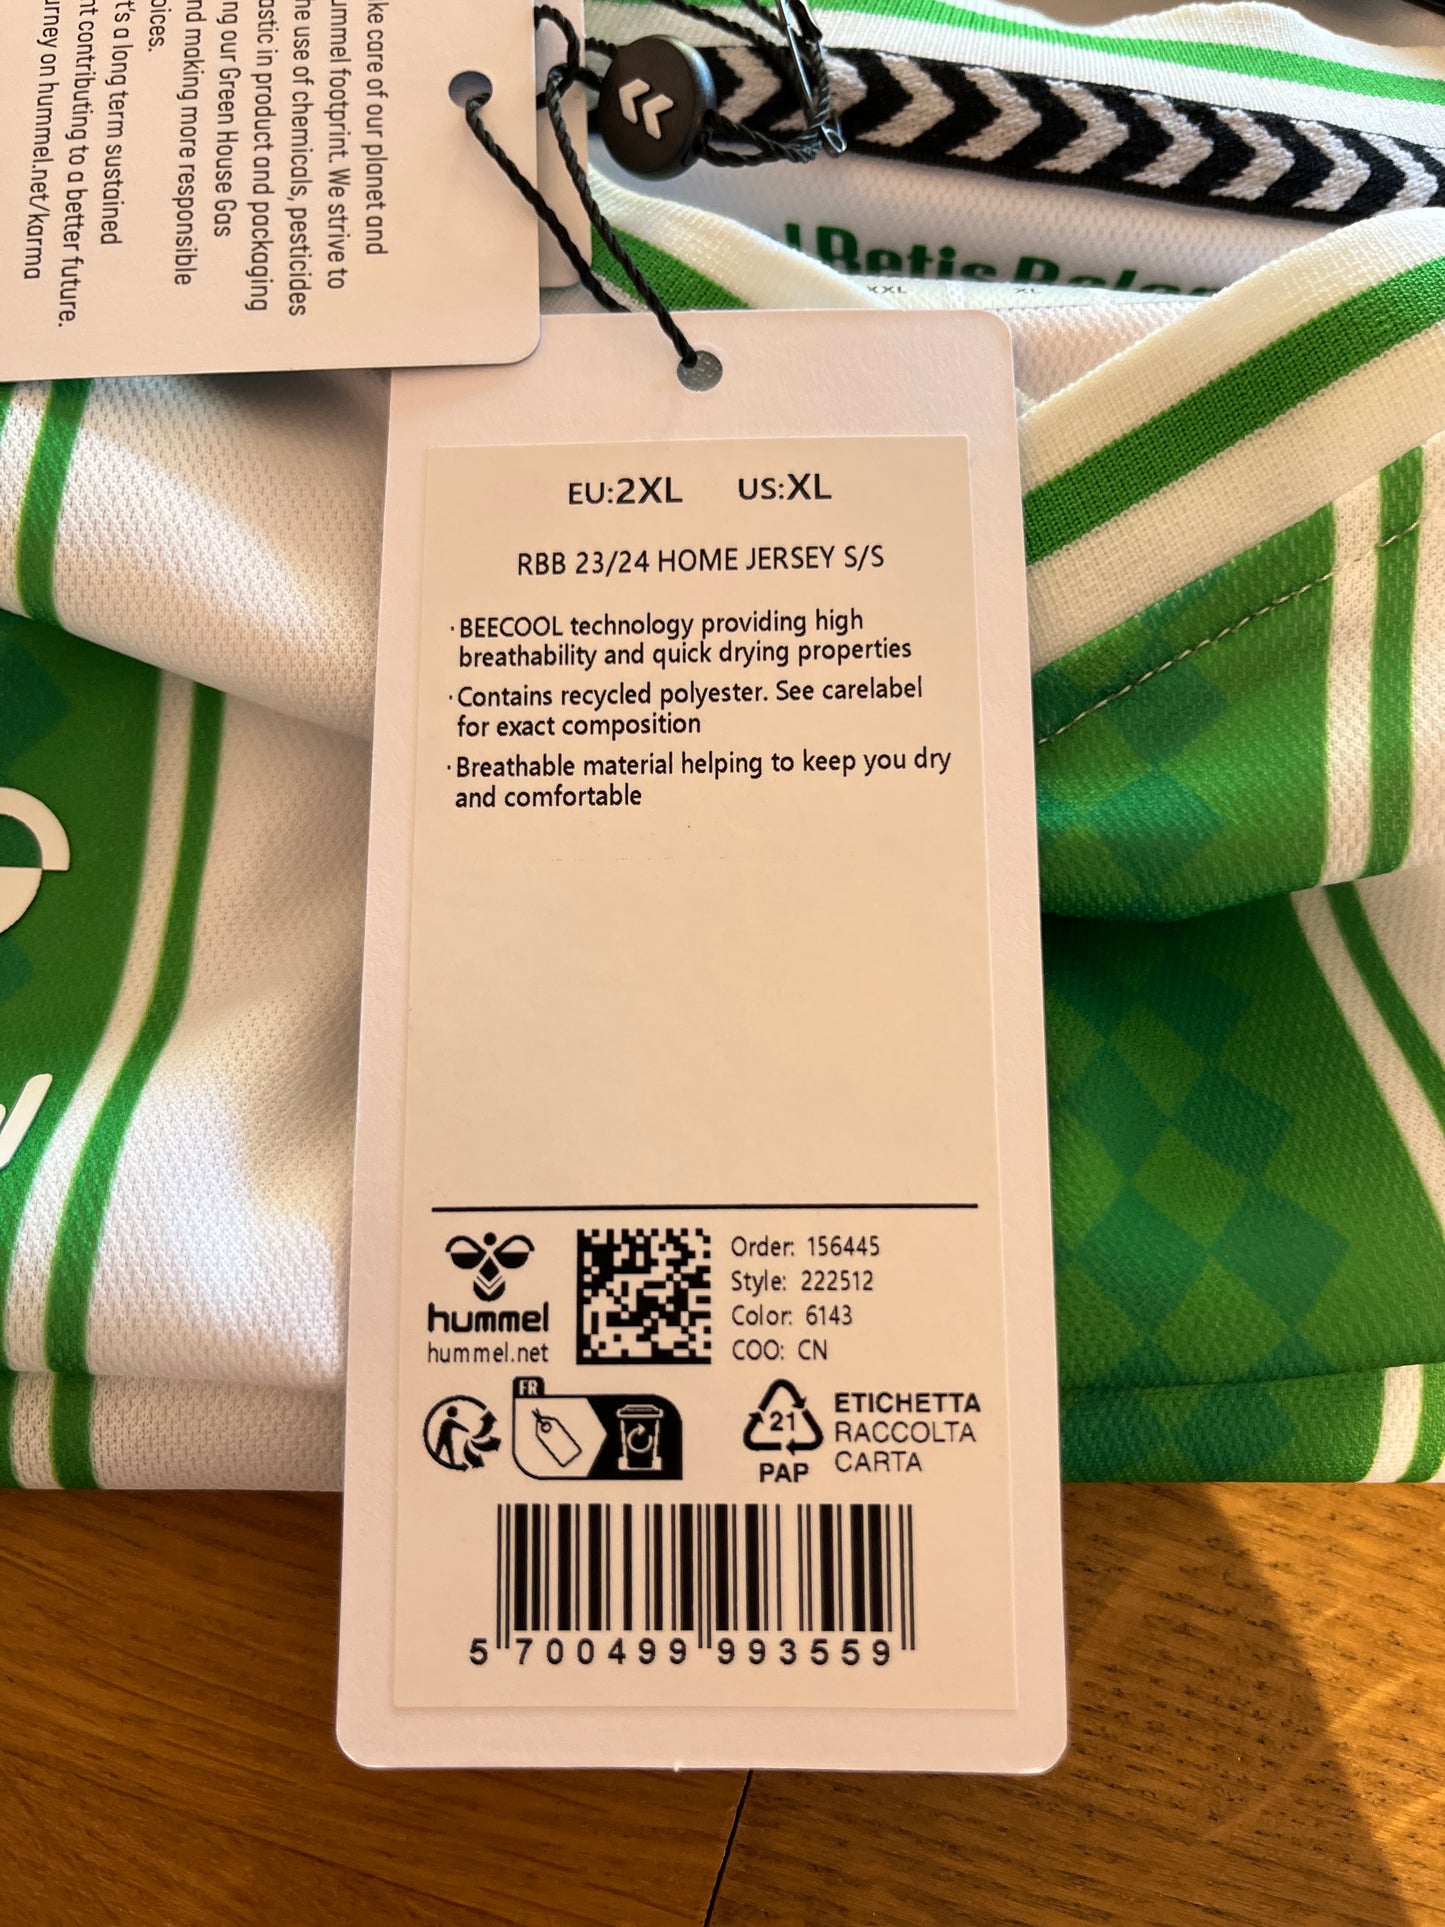 ke care of our planet and
ummel footprint. We strive to
he use of chemicals, pesticides
astic in product and packaging
ng our Green House Gas
nd making more responsible
oices.
t's a long term sustained
nt contributing to a better future.
urney on hummel.net/karma
XXL XL
EU:2XL US:XL
RBB 23/24 HOME JERSEY S/S
·BEECOOL technology providing high
breathability and quick drying properties
·Contains recycled polyester. See carelabel
for exact composition
·Breathable material helping to keep you dry
and comfortable
hummel
hummel.net
Order: 156445
Style: 222512
Color: 6143
COO: CN
FR
21
PAP
ETICHETTA
RACCOLTA
CARTA
5 700499 993559